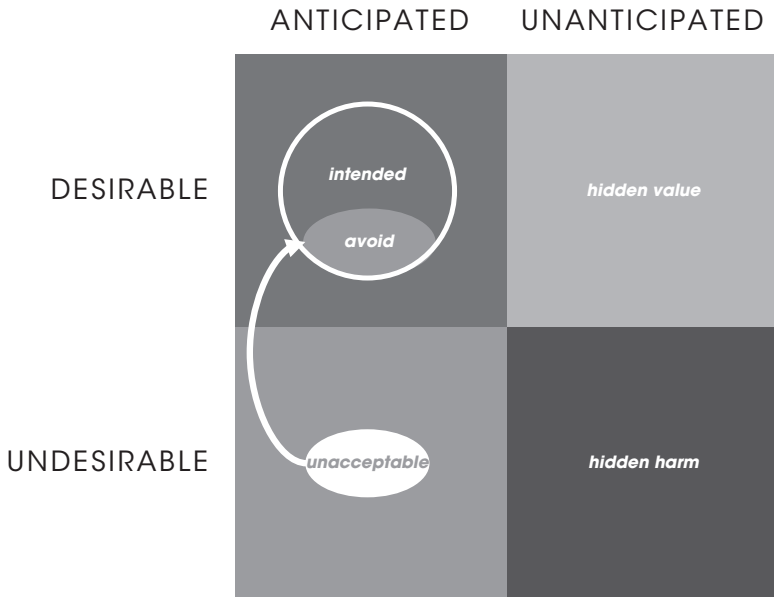 ANTICIPATED
UNANTICIPATED
DESIRABLE
intended
avoid
hidden value
UNDESIRABLE
unacceptable
hidden harm